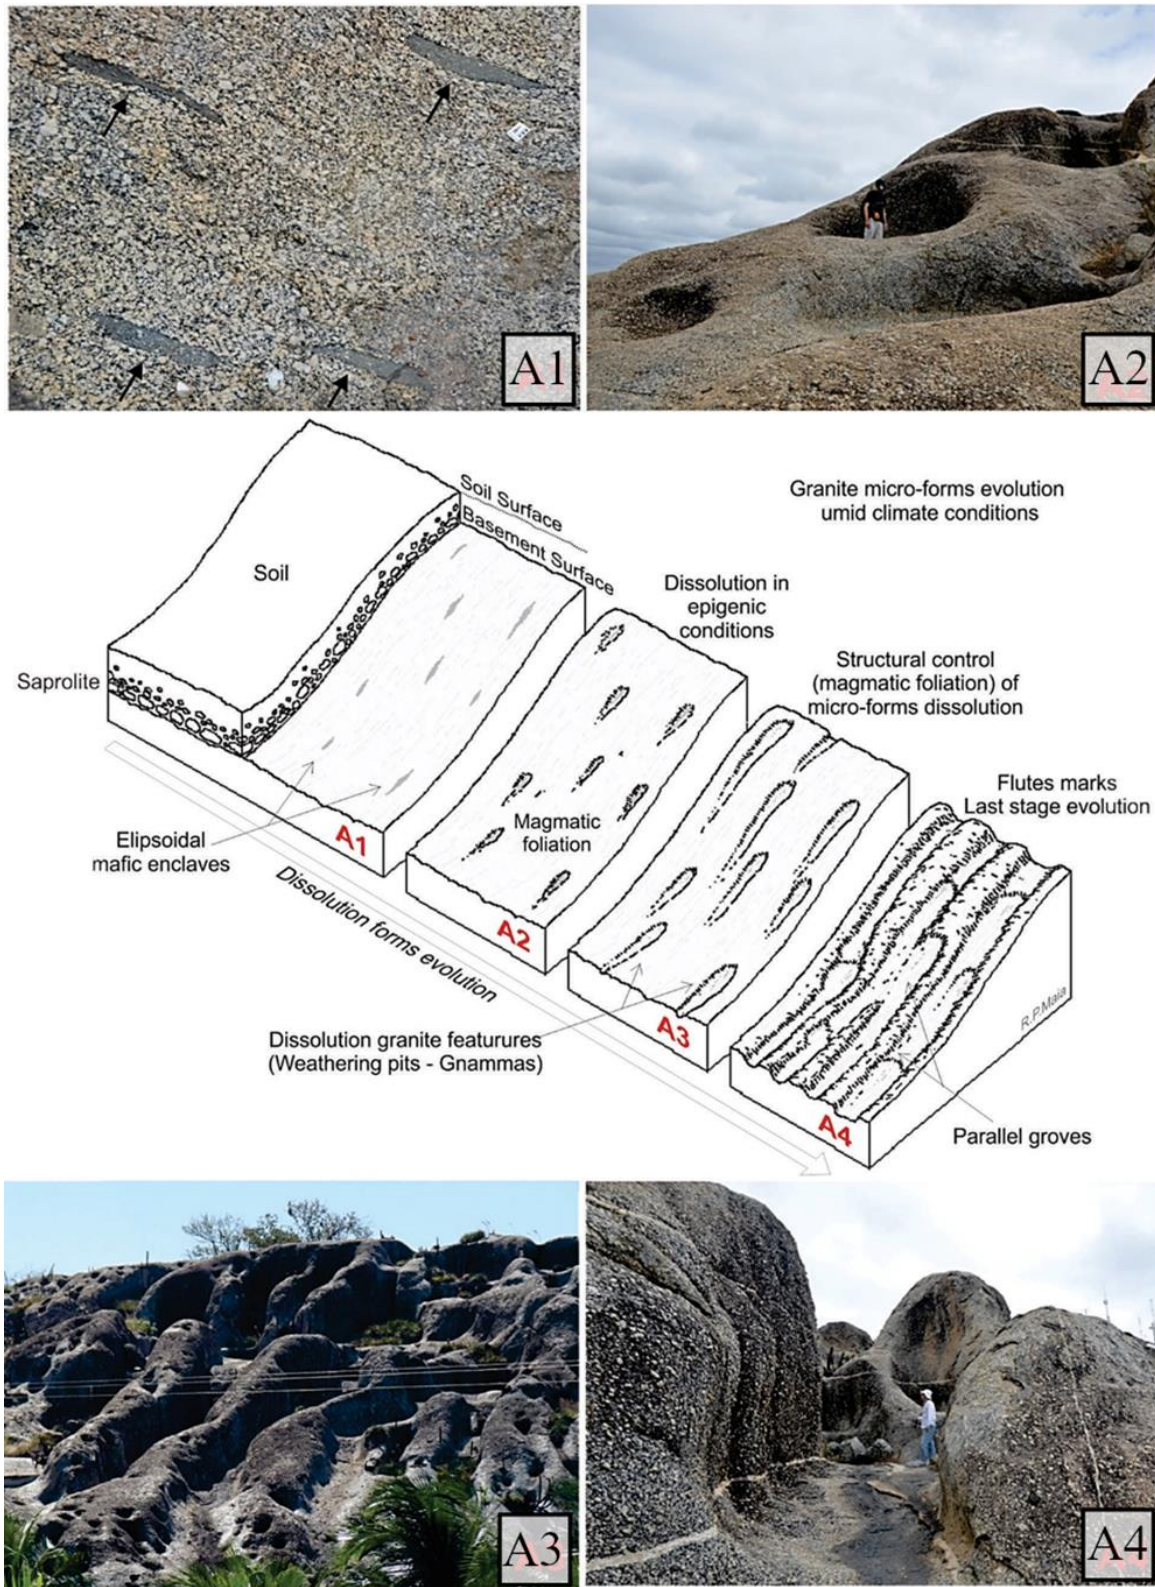 A1
A2
Granite micro-forms evolution
umid climate conditions
Soil Surface
Basement Surface
Soil
Dissolution in
epigenic
conditions
Saprolite
Structural control
(magmatic foliation) of
micro-forms dissolution
Flutes marks
Last stage evolution
Elipsoidal
mafic enclaves
A1
Magmatic
foliation
A2
Dissolution forms evolution
Dissolution granite featurures
(Weathering pits - Gnammas)
A3
R.P.Maia
A4
Parallel groves
A3
A4